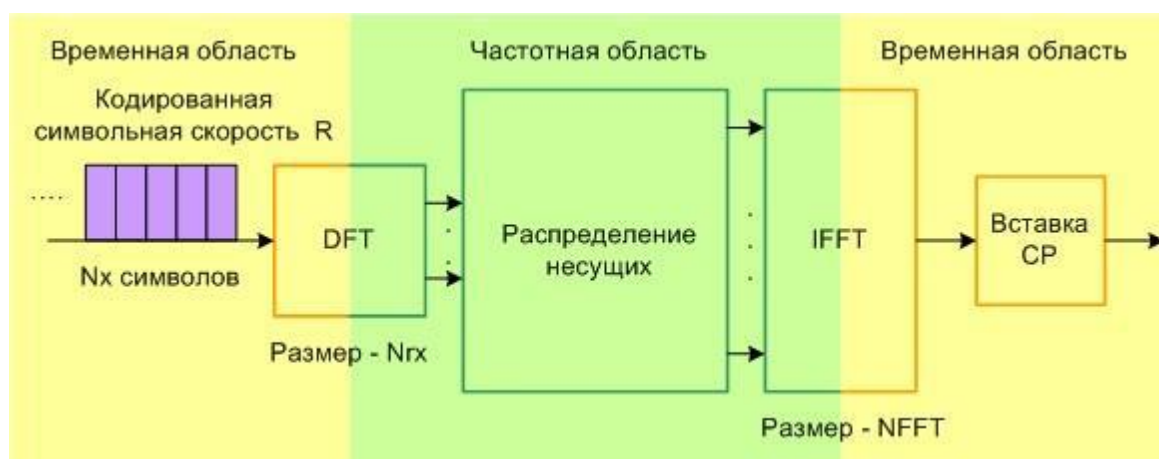 Временная область
Частотная область
Временная область
Кодированная
символьная скорость R
Nx символов
DFT
Размер - Nrx
Распределение
несущих
IFFT
Размер - NFFT
Вставка
CP